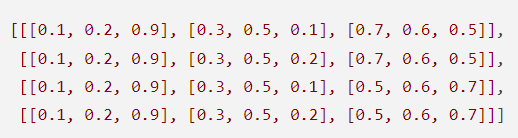 [[[0.1, 0.2, 0.9], [0.3, 0.5, 0.1], [0.7, 0.6, 0.5]],
[[0.1, 0.2, 0.9], [0.3, 0.5, 0.2], [0.7, 0.6, 0.5]],
[[0.1, 0.2, 0.9], [0.3, 0.5, 0.1], [0.5, 0.6, 0.7]],
[[0.1, 0.2, 0.9], [0.3, 0.5, 0.2], [0.5, 0.6, 0.7]]]